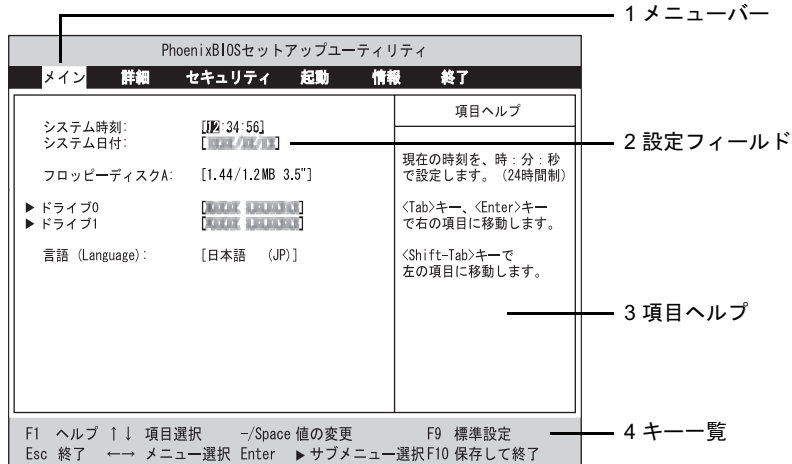 1 メニューバー
PhoenixBIOSセットアップユーティリティ
メイン 詳細 セキュリティ 起動 情報 終了
項目ヘルプ
システム時刻: [12:34:56]
システム日付:
2 設定フィールド
現在の時刻を、時：分：秒
で設定します。（24時間制）
フロッピーディスクA: [1.44/1.2MB 3.5"]
▶ ドライブ0
▶ ドライブ1
<Tab>キー、<Enter>キー
で右の項目に移動します。
言語（Language）: [日本語 （JP）]
<Shift-Tab>キーで
左の項目に移動します。
3 項目ヘルプ
F1 ヘルプ ↑↓ 項目選択 -/Space 値の変更 F9 標準設定
4 キー一覧
Esc 終了 ←→ メニュー選択 Enter ▶ サブメニュー選択 F10 保存して終了